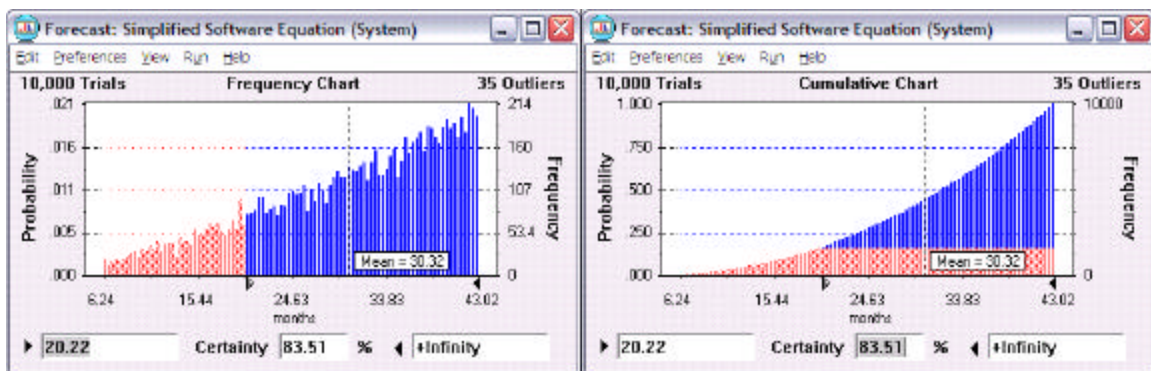 Forecast: Simplified Software Equation (System)
Edit Preferences View Run Help
10,000 Trials Frequency Chart 35 Outliers
.021
.016
.011
.005
.000
Probability
214
160
107
53.4
0
Frequency
Mean = 30.32
6.24 15.44 24.63 33.83 43.02
months
20.22 Certainty 83.51 % +Infinity
Forecast: Simplified Software Equation (System)
Edit Preferences View Run Help
10,000 Trials Cumulative Chart 35 Outliers
1.000
.750
.500
.250
.000
Probability
10000
0
Frequency
Mean = 30.32
6.24 15.44 24.63 33.83 43.02
months
20.22 Certainty 83.51 % +Infinity